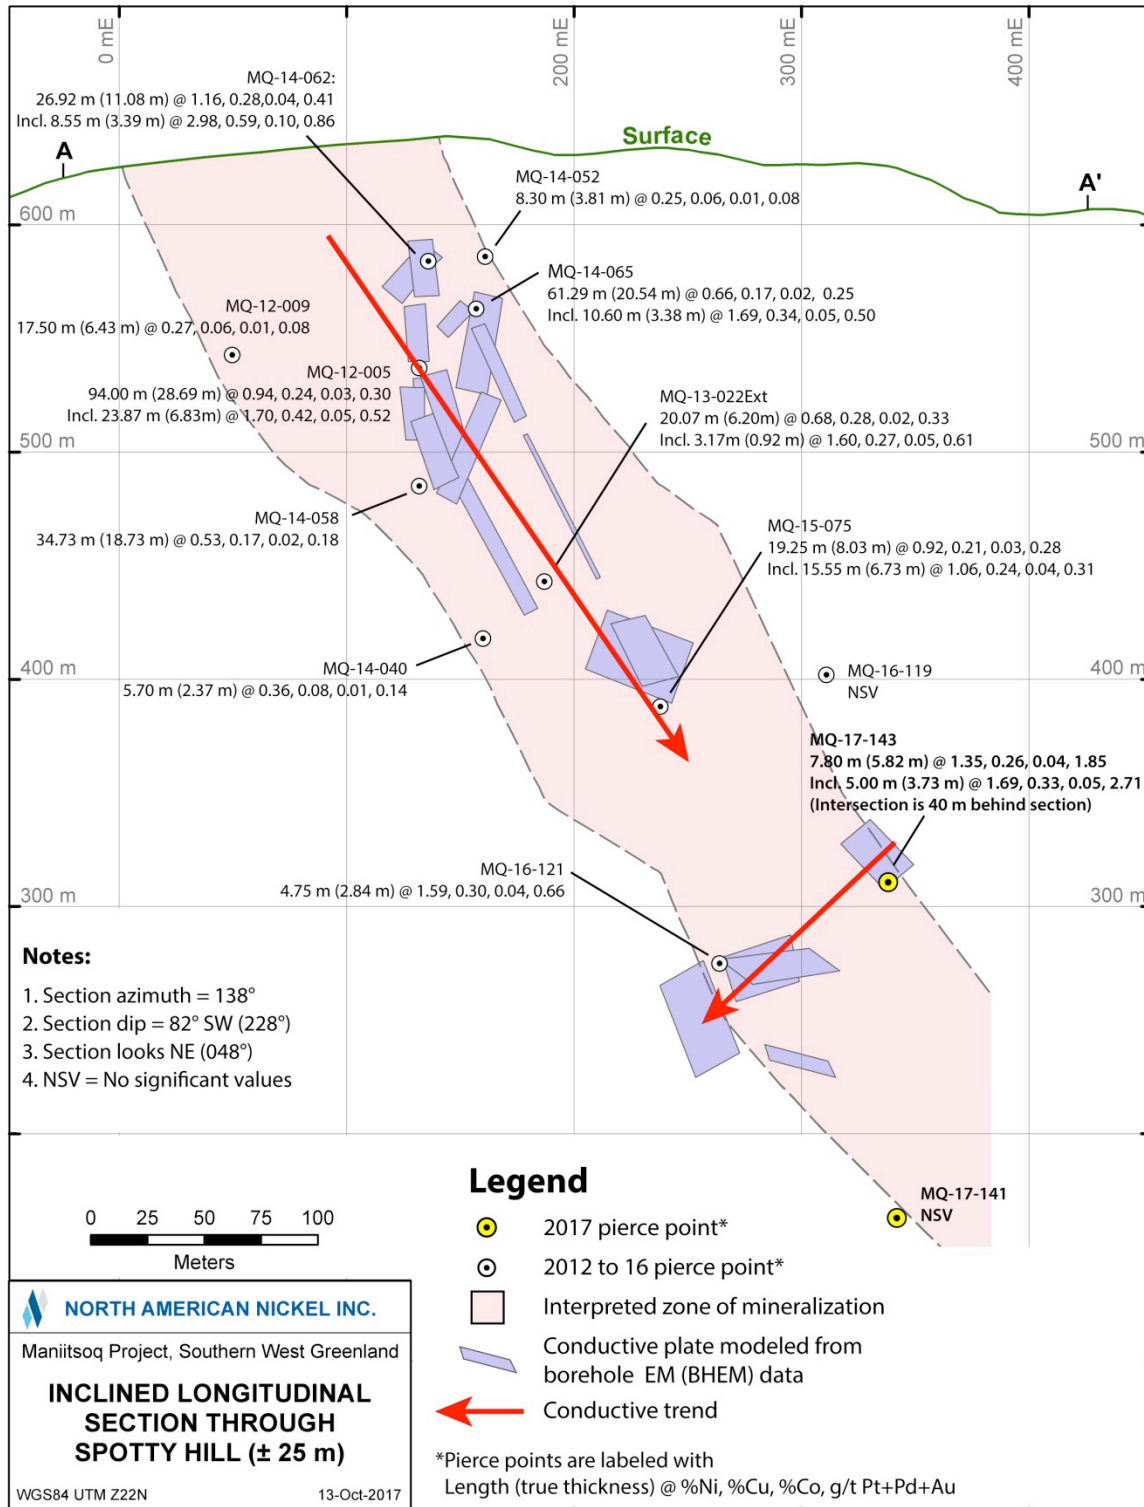 0 mE
200 mE
300 mE
400 mE
MQ-14-062:
26.92 m (11.08 m) @ 1.16, 0.28,0.04, 0.41
Incl. 8.55 m (3.39 m) @ 2.98, 0.59, 0.10, 0.86
Surface
A
A'
MQ-14-052
8.30 m (3.81 m) @ 0.25, 0.06, 0.01, 0.08
600 m
MQ-14-065
61.29 m (20.54 m) @ 0.66, 0.17, 0.02, 0.25
Incl. 10.60 m (3.38 m) @ 1.69, 0.34, 0.05, 0.50
MQ-12-009
17.50 m (6.43 m) @ 0.27, 0.06, 0.01, 0.08
MQ-12-005
94.00 m (28.69 m) @ 0.94, 0.24, 0.03, 0.30
Incl. 23.87 m (6.83m) @ 1.70, 0.42, 0.05, 0.52
MQ-13-022Ext
20.07 m (6.20m) @ 0.68, 0.28, 0.02, 0.33
Incl. 3.17m (0.92 m) @ 1.60, 0.27, 0.05, 0.61
500 m
500 m
MQ-14-058
34.73 m (18.73 m) @ 0.53, 0.17, 0.02, 0.18
MQ-15-075
19.25 m (8.03 m) @ 0.92, 0.21, 0.03, 0.28
Incl. 15.55 m (6.73 m) @ 1.06, 0.24, 0.04, 0.31
MQ-14-040
5.70 m (2.37 m) @ 0.36, 0.08, 0.01, 0.14
MQ-16-119
NSV
400 m
400 m
MQ-17-143
7.80 m (5.82 m) @ 1.35, 0.26, 0.04, 1.85
Incl. 5.00 m (3.73 m) @ 1.69, 0.33, 0.05, 2.71
(Intersection is 40 m behind section)
MQ-16-121
4.75 m (2.84 m) @ 1.59, 0.30, 0.04, 0.66
300 m
300 m
Notes:
1. Section azimuth = 138°
2. Section dip = 82° SW (228°)
3. Section looks NE (048°)
4. NSV = No significant values
MQ-17-141
NSV
0 25 50 75 100
Meters
Legend
2017 pierce point*
2012 to 16 pierce point*
Interpreted zone of mineralization
Conductive plate modeled from
borehole EM (BHEM) data
Conductive trend
*Pierce points are labeled with
Length (true thickness) @ %Ni, %Cu, %Co, g/t Pt+Pd+Au
NORTH AMERICAN NICKEL INC.
Maniitsoq Project, Southern West Greenland
INCLINED LONGITUDINAL
SECTION THROUGH
SPOTTY HILL (± 25 m)
WGS84 UTM Z22N 13-Oct-2017